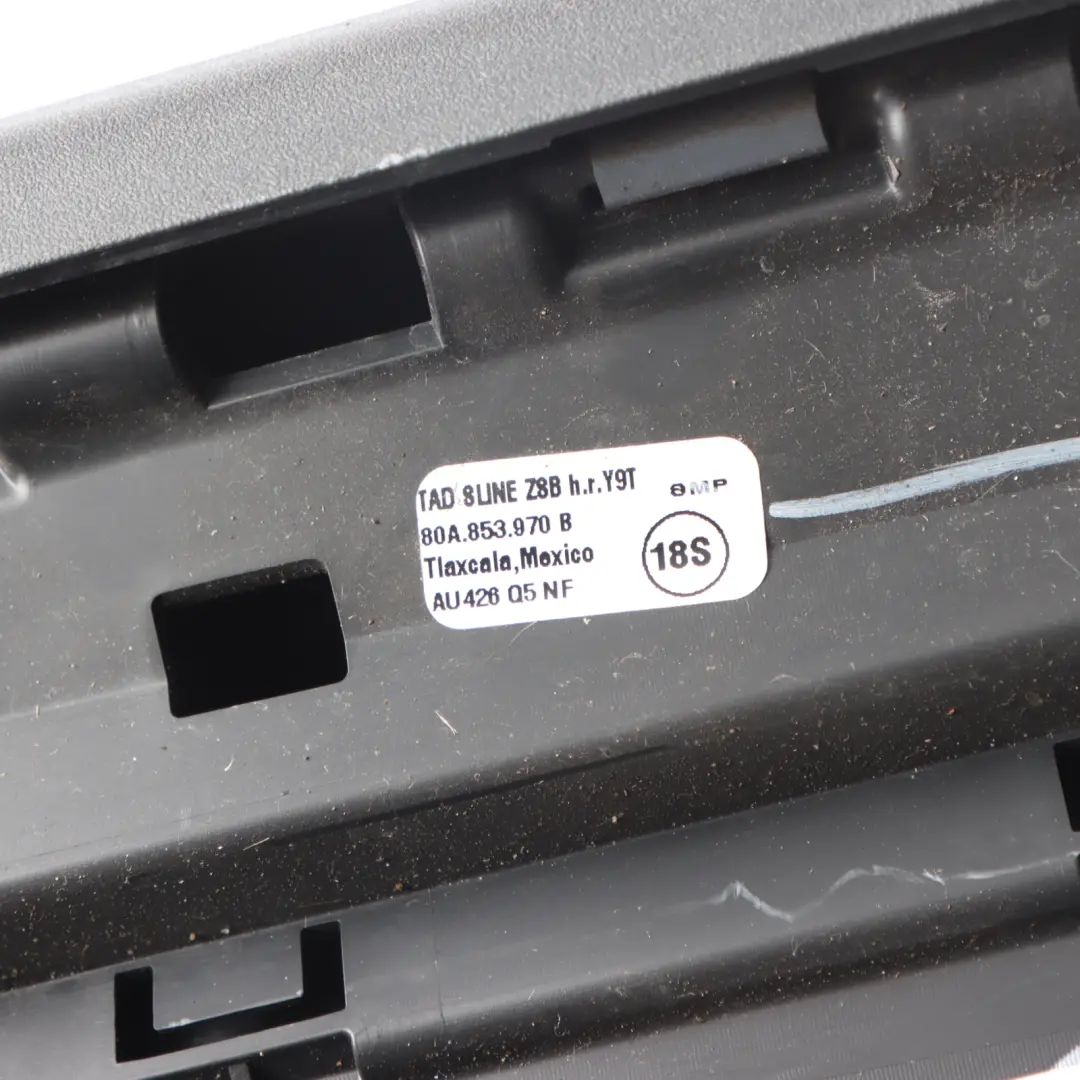 TAD SLINE Z8B h.r.Y9T
SMP
80A.853.970 B
Tlaxcala,Mexico
18S
AU426 Q5 NF